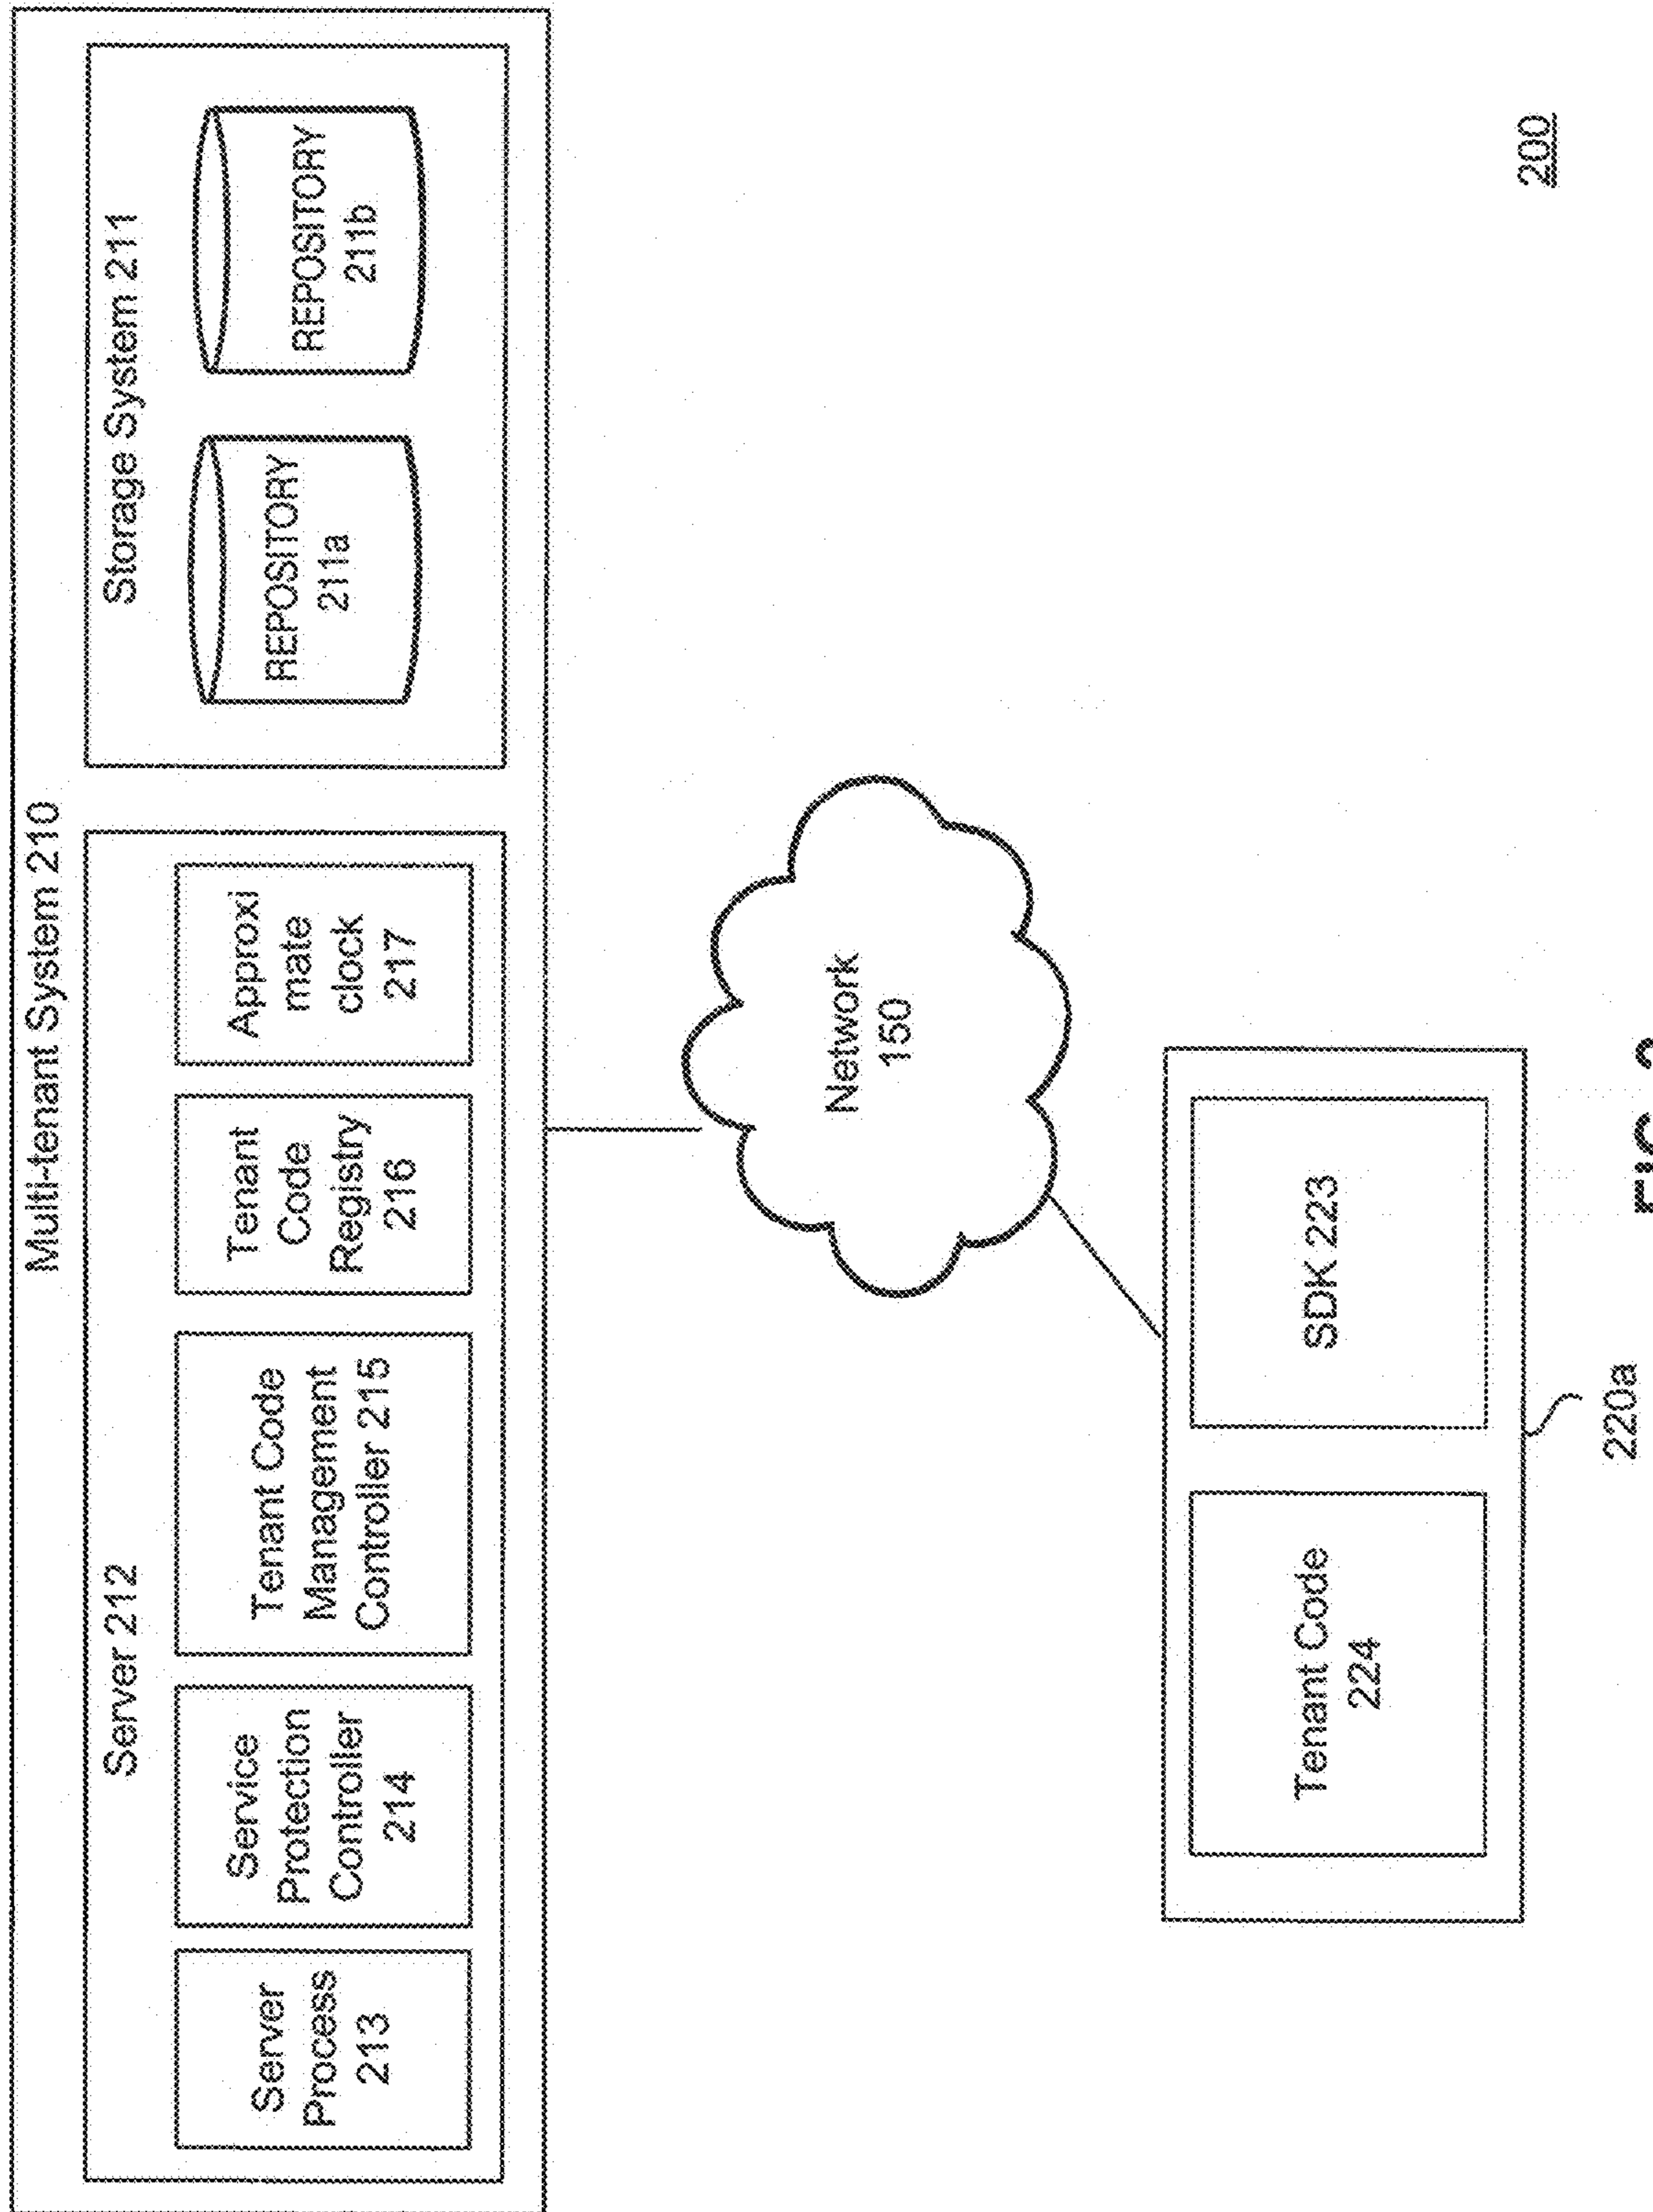 Multi-tenant System 210
Server 212
Server
Process
213
Service
Protection
Controller
214
Tenant Code
Management
Controller 215
Tenant
Code
Registry
216
Approxi
mate
clock
217
Storage System 211
REPOSITORY
211a
REPOSITORY
211b
Network
150
Tenant Code
224
SDK 223
220a
200